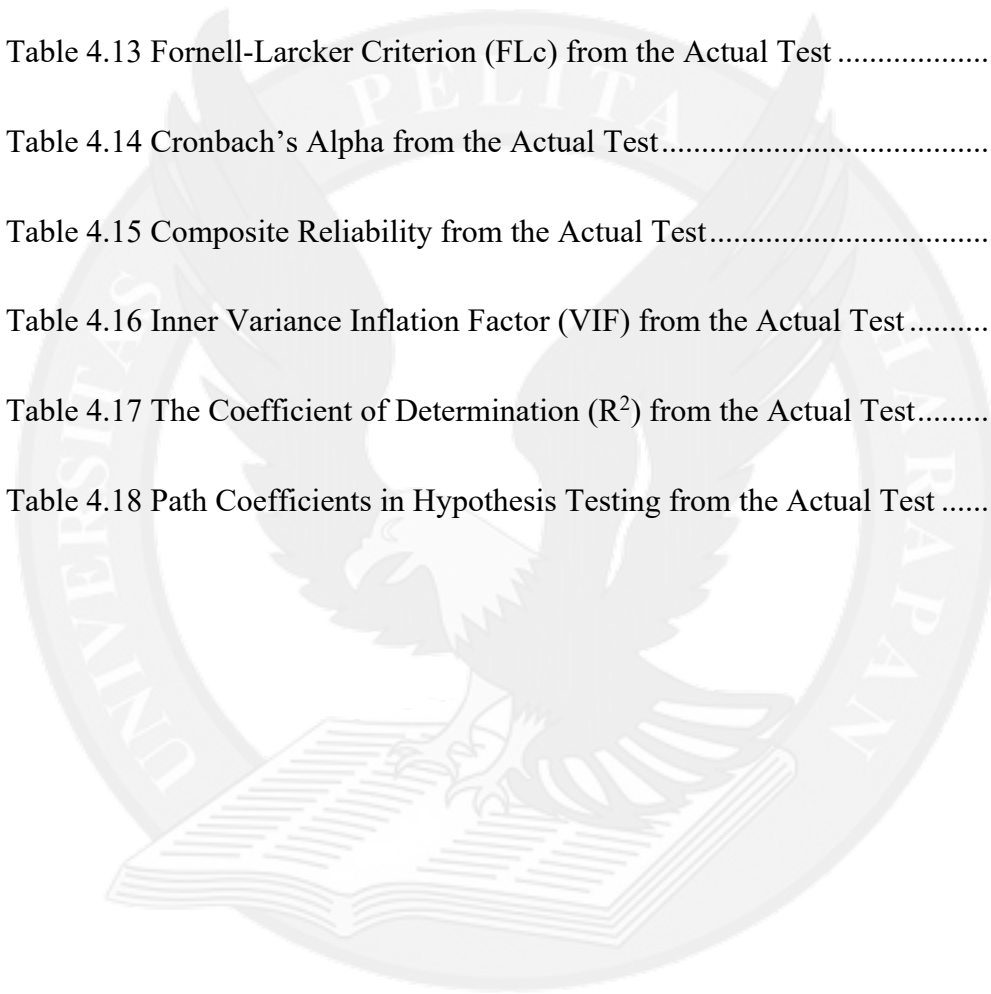 Table 4.13 Fornell-Larcker Criterion (FLc) from the Actual Test ..................
Table 4.14 Cronbach’s Alpha from the Actual Test.......................................
Table 4.15 Composite Reliability from the Actual Test.................................
Table 4.16 Inner Variance Inflation Factor (VIF) from the Actual Test ..........
Table 4.17 The Coefficient of Determination (R²) from the Actual Test.........
Table 4.18 Path Coefficients in Hypothesis Testing from the Actual Test ......
UNIVERSITAS PELITA HARAPAN